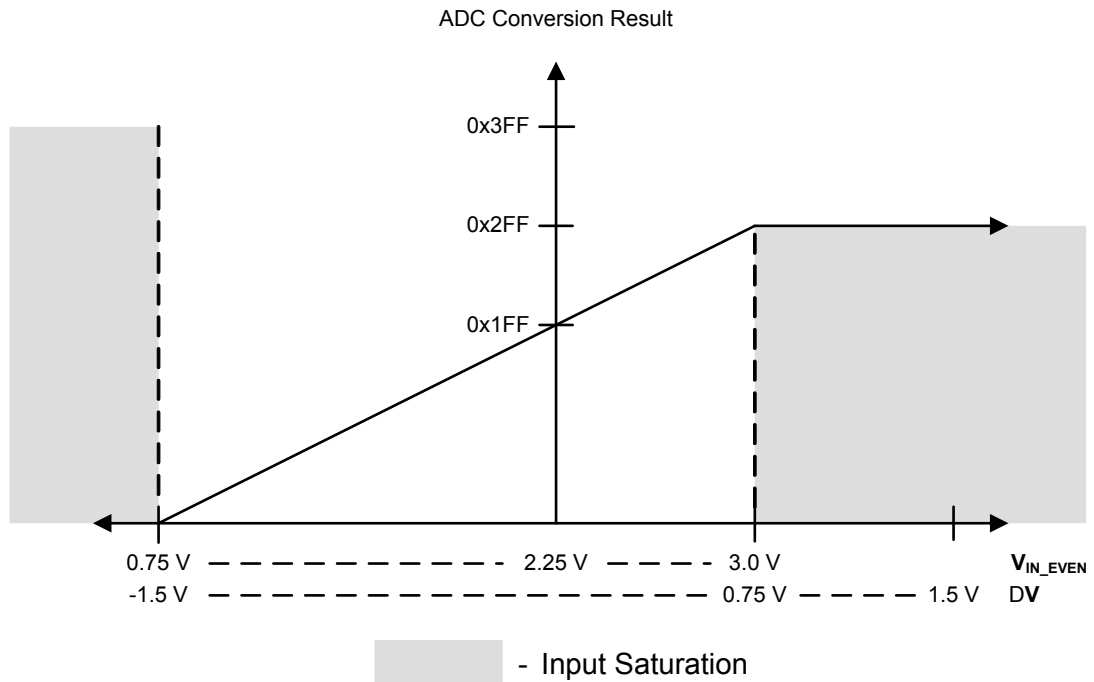 ADC Conversion Result
0x3FF
0x2FF
0x1FF
0.75 V 2.25 V 3.0 V VIN_EVEN
-1.5 V 0.75 V 1.5 V DV
- Input Saturation